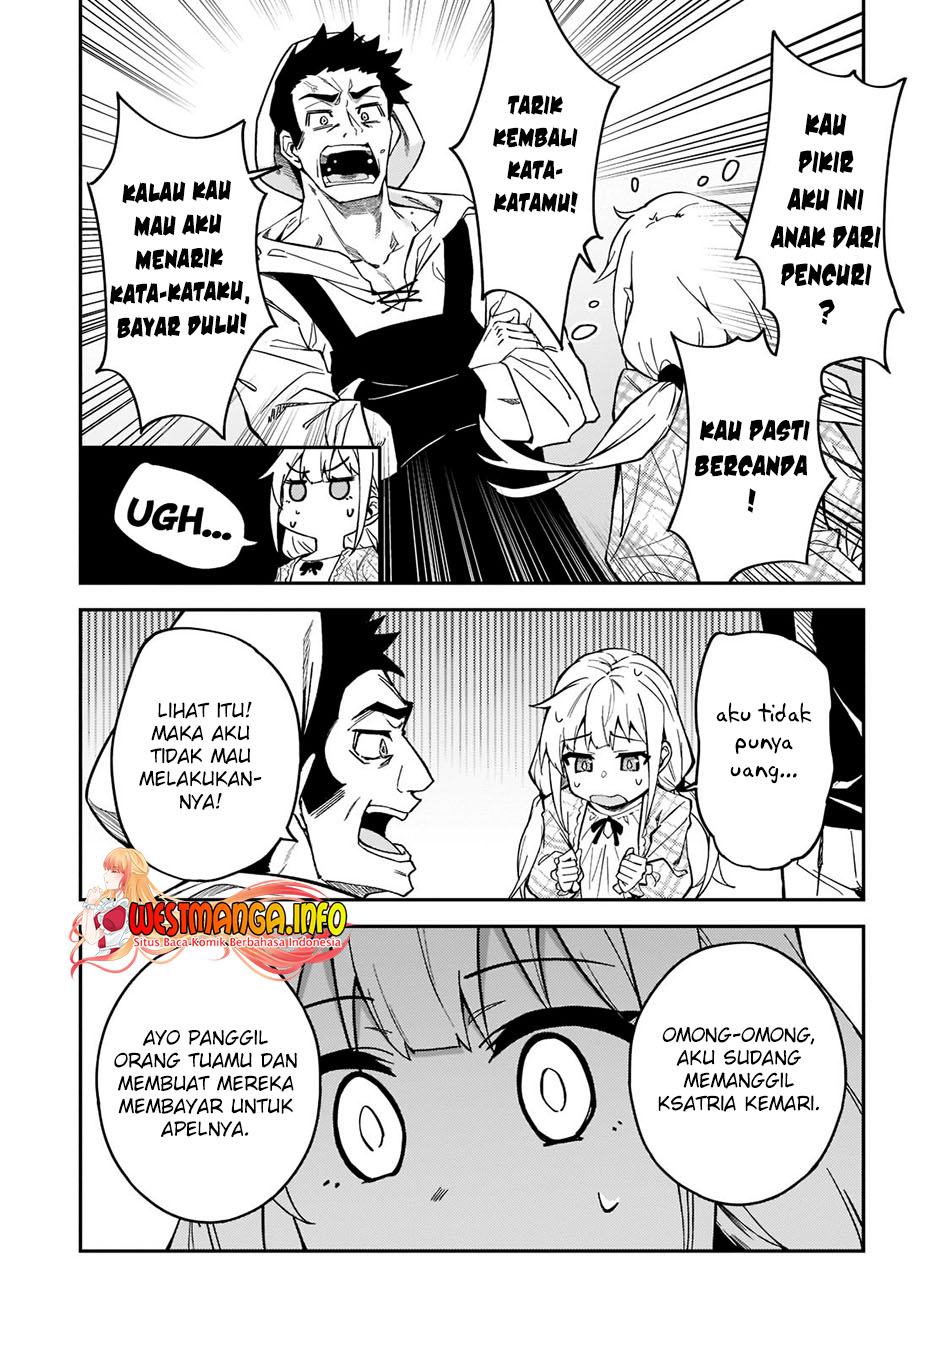 KAU
PIKIR
AKU INI
ANAK DARI
PENCURI
?
KAU PASTI
BERCANDA
!
TARIK
KEMBALI
KATA-
KATAMU!
KALAU KAU
MAU AKU
MENARIK
KATA-KATAKU,
BAYAR DULU!
UGH...
aku tidak
punya
uang...
LIHAT ITU!
MAKA AKU
TIDAK MAU
MELAKUKAN-
NYA!
WESTMANGA.INFO
Situs Baca Komik Berbahasa Indonesia
OMONG-OMONG,
AKU SUDANG
MEMANGGIL
KSATRIA KEMARI.
AYO PANGGIL
ORANG TUAMU DAN
MEMBUAT MEREKA
MEMBAYAR UNTUK
APELNYA.